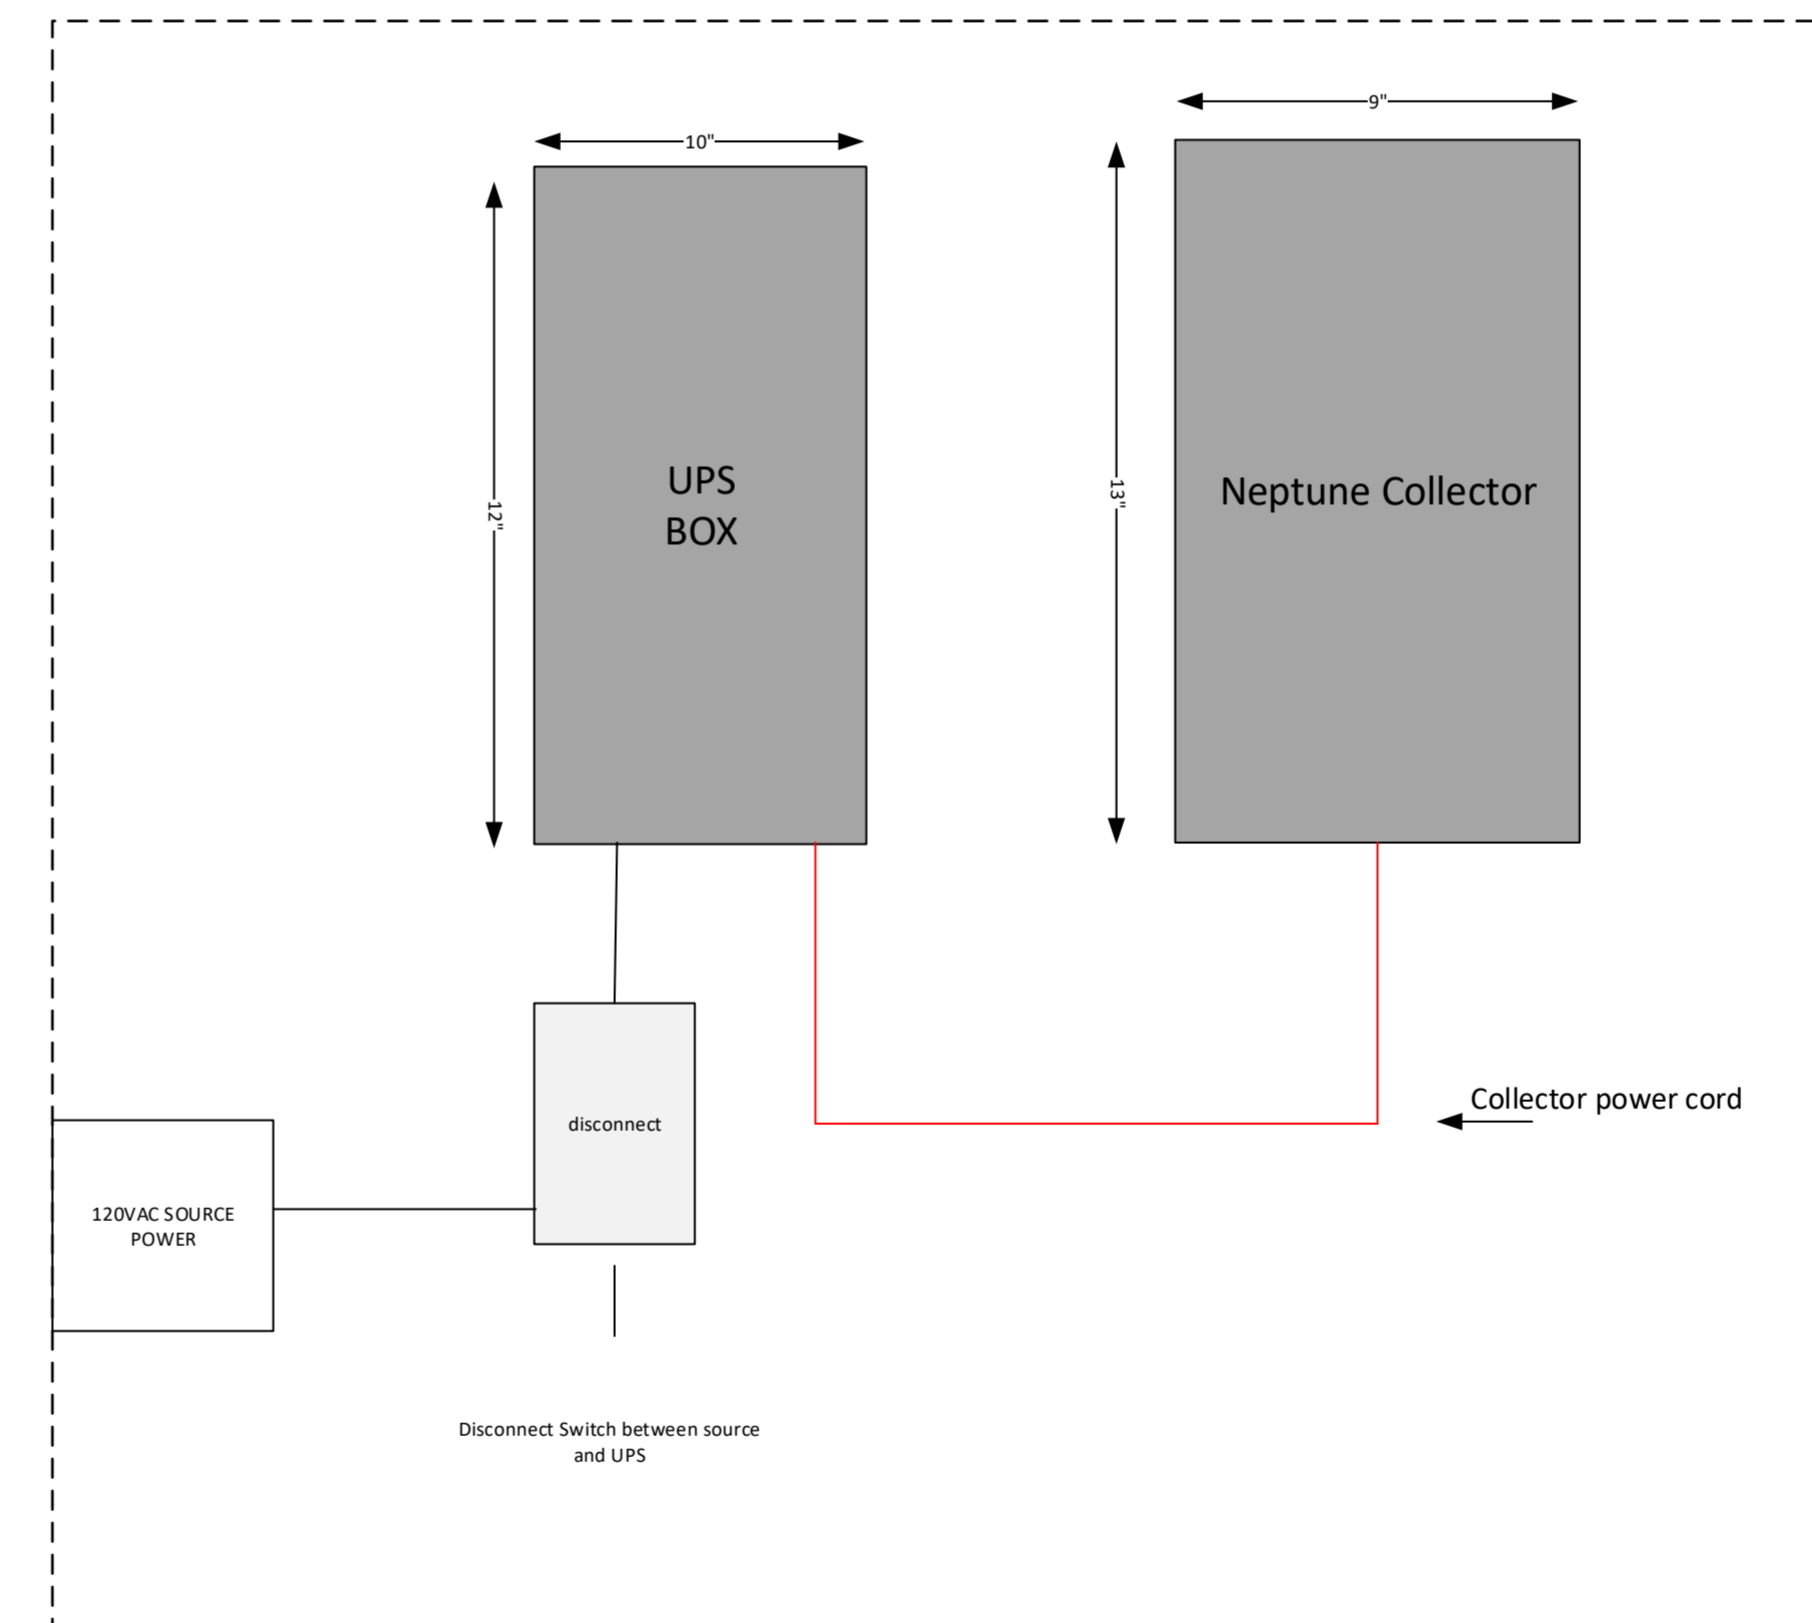 9"
10"
12"
13"
UPS
BOX
Neptune Collector
Collector power cord
disconnect
120VAC SOURCE
POWER
Disconnect Switch between source
and UPS